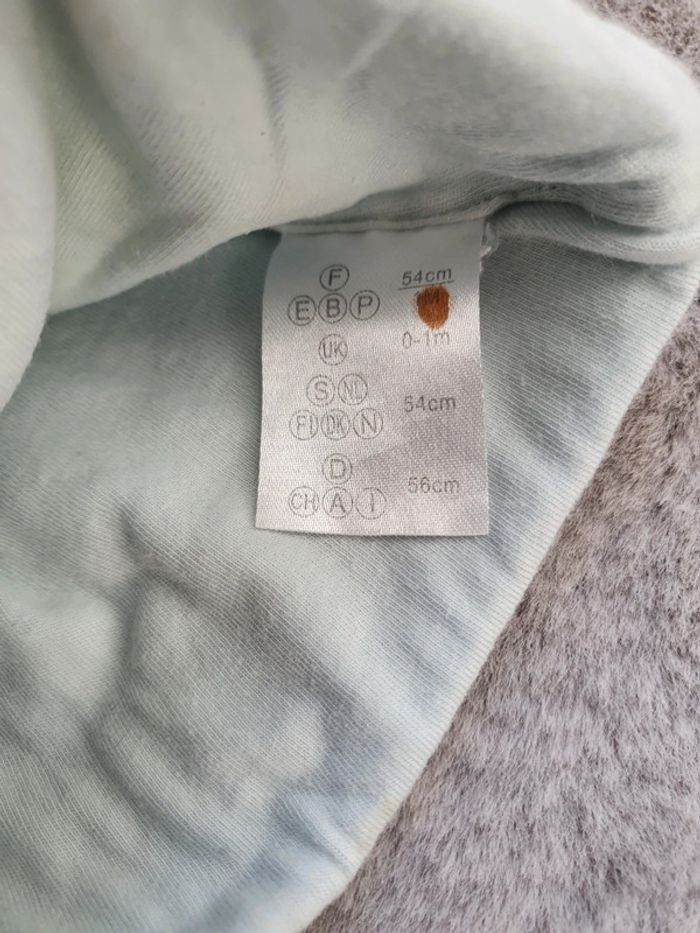 F
E B P
54cm
M
UK
0-1m
S NL
FI DK N
54cm
D
CH A I
56cm